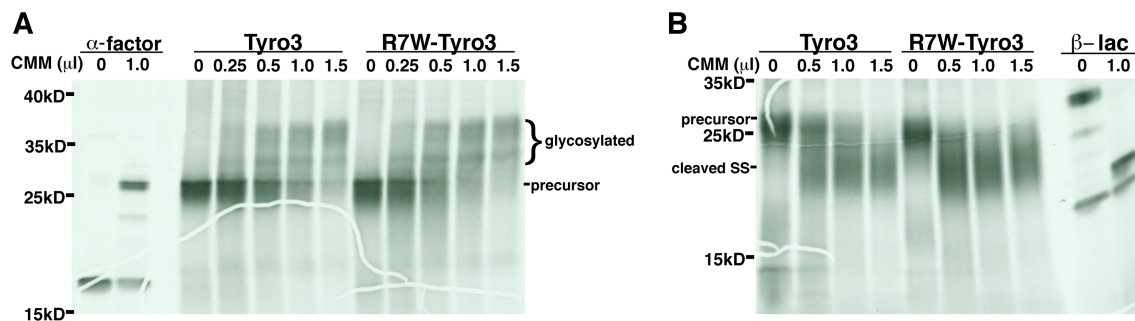 A
B
α-factor Tyro3 R7W-Tyro3
CMM (μl) 0 1.0 0 0.25 0.5 1.0 1.5 0 0.25 0.5 1.0 1.5
40kD
35kD
25kD
15kD
glycosylated
precursor
Tyro3 R7W-Tyro3 β-lac
CMM (μl) 0 0.5 1.0 1.5 0 0.5 1.0 1.5 0 1.0
35kD
precursor
25kD
cleaved SS
15kD